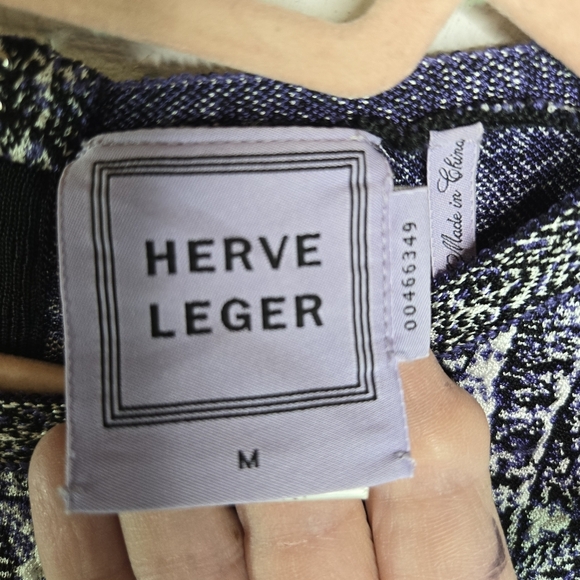 HERVE
LEGER
M
00466349
Made in China